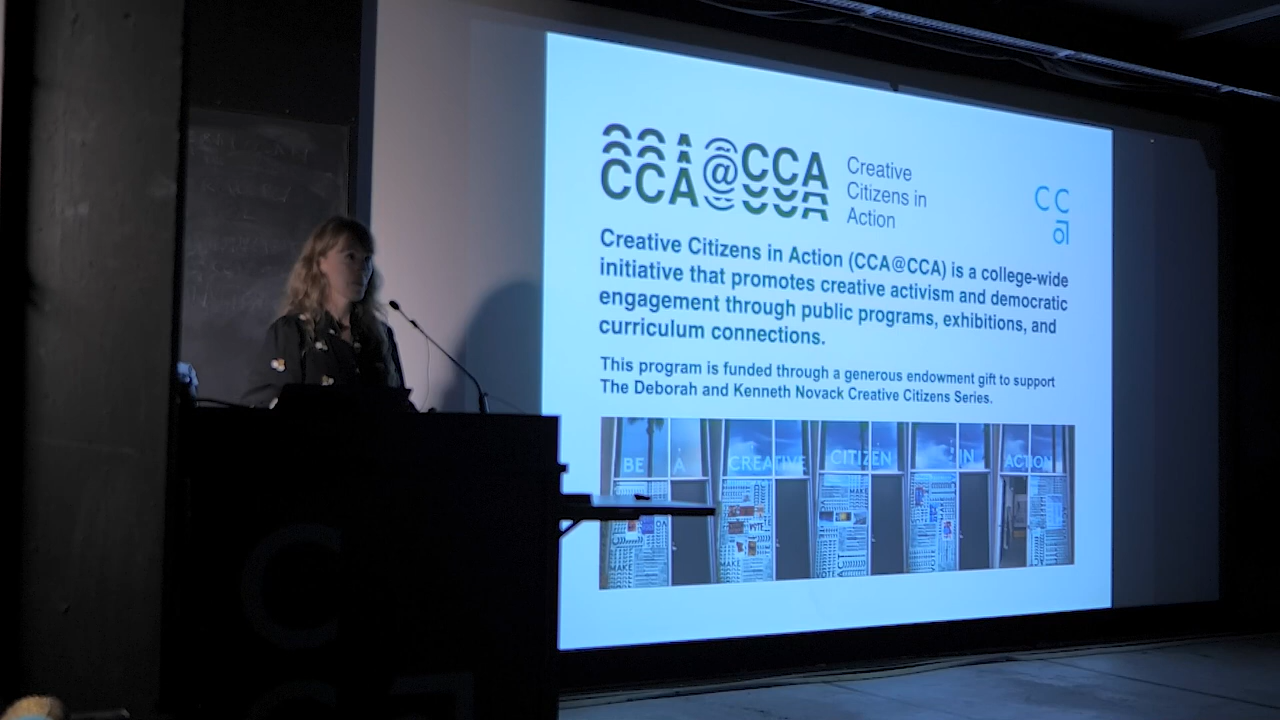 CCA@CCA
Creative
Citizens in
Action
CCa
Creative Citizens in Action (CCA@CCA) is a college-wide
initiative that promotes creative activism and democratic
engagement through public programs, exhibitions, and
curriculum connections.
This program is funded through a generous endowment gift to support
The Deborah and Kenneth Novack Creative Citizens Series.
BE A CREATIVE CITIZEN IN ACTION